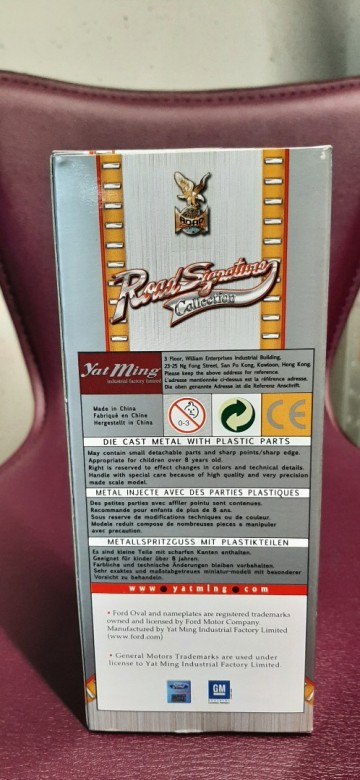 ROAD
Road Signature
Collection
Yat Ming
Industrial Factory Limited
3 Floor, William Enterprises Industrial Building,
23-25 Ng Fong Street, San Po Kang, Kowloon, Hong Kong.
Please keep the above address for reference.
L'adresse mentionnée ci-dessus est la référence adresse.
Die oben genannte Adresse ist die Referenz Anschrift.
Made in China
Fabriqué en Chine
Hergestellt in China
0-3
CE
DIE CAST METAL WITH PLASTIC PARTS
May contain small detachable parts and sharp points/sharp edge.
Appropriate for children over 8 years old.
Right is reserved to effect changes in colors and technical details.
Handle with special care because of high quality and very precision
made scale model.
METAL INJECTE AVEC DES PARTIES PLASTIQUES
Des petites parties avec affiler pointu sont contenues.
Recommande pour enfants de plus de 8 ans.
Sous reserve de modifications techniques ou de couleur.
Modele reduit compose de nombreuses pieces a manipuler
avec precaution.
METALLSPRITZGUSS MIT PLASTIKTEILEN
Es sind kleine Teile mit scharfen Kanten enthalten.
Geeignet für kinder über 8 jahren.
Farbliche und technische Änderungen bleiben vorbehalten.
Sehr exaktes und maßstabgetreues miniatur-modell mit besonderer
Vorsicht zu behandeln.
www•yatming•com
• Ford Oval and nameplates are registered trademarks
owned and licensed by Ford Motor Company.
Manufactured by Yat Ming Industrial Factory Limited
(www.ford.com)
• General Motors Trademarks are used under
license to Yat Ming Industrial Factory Limited.
GM